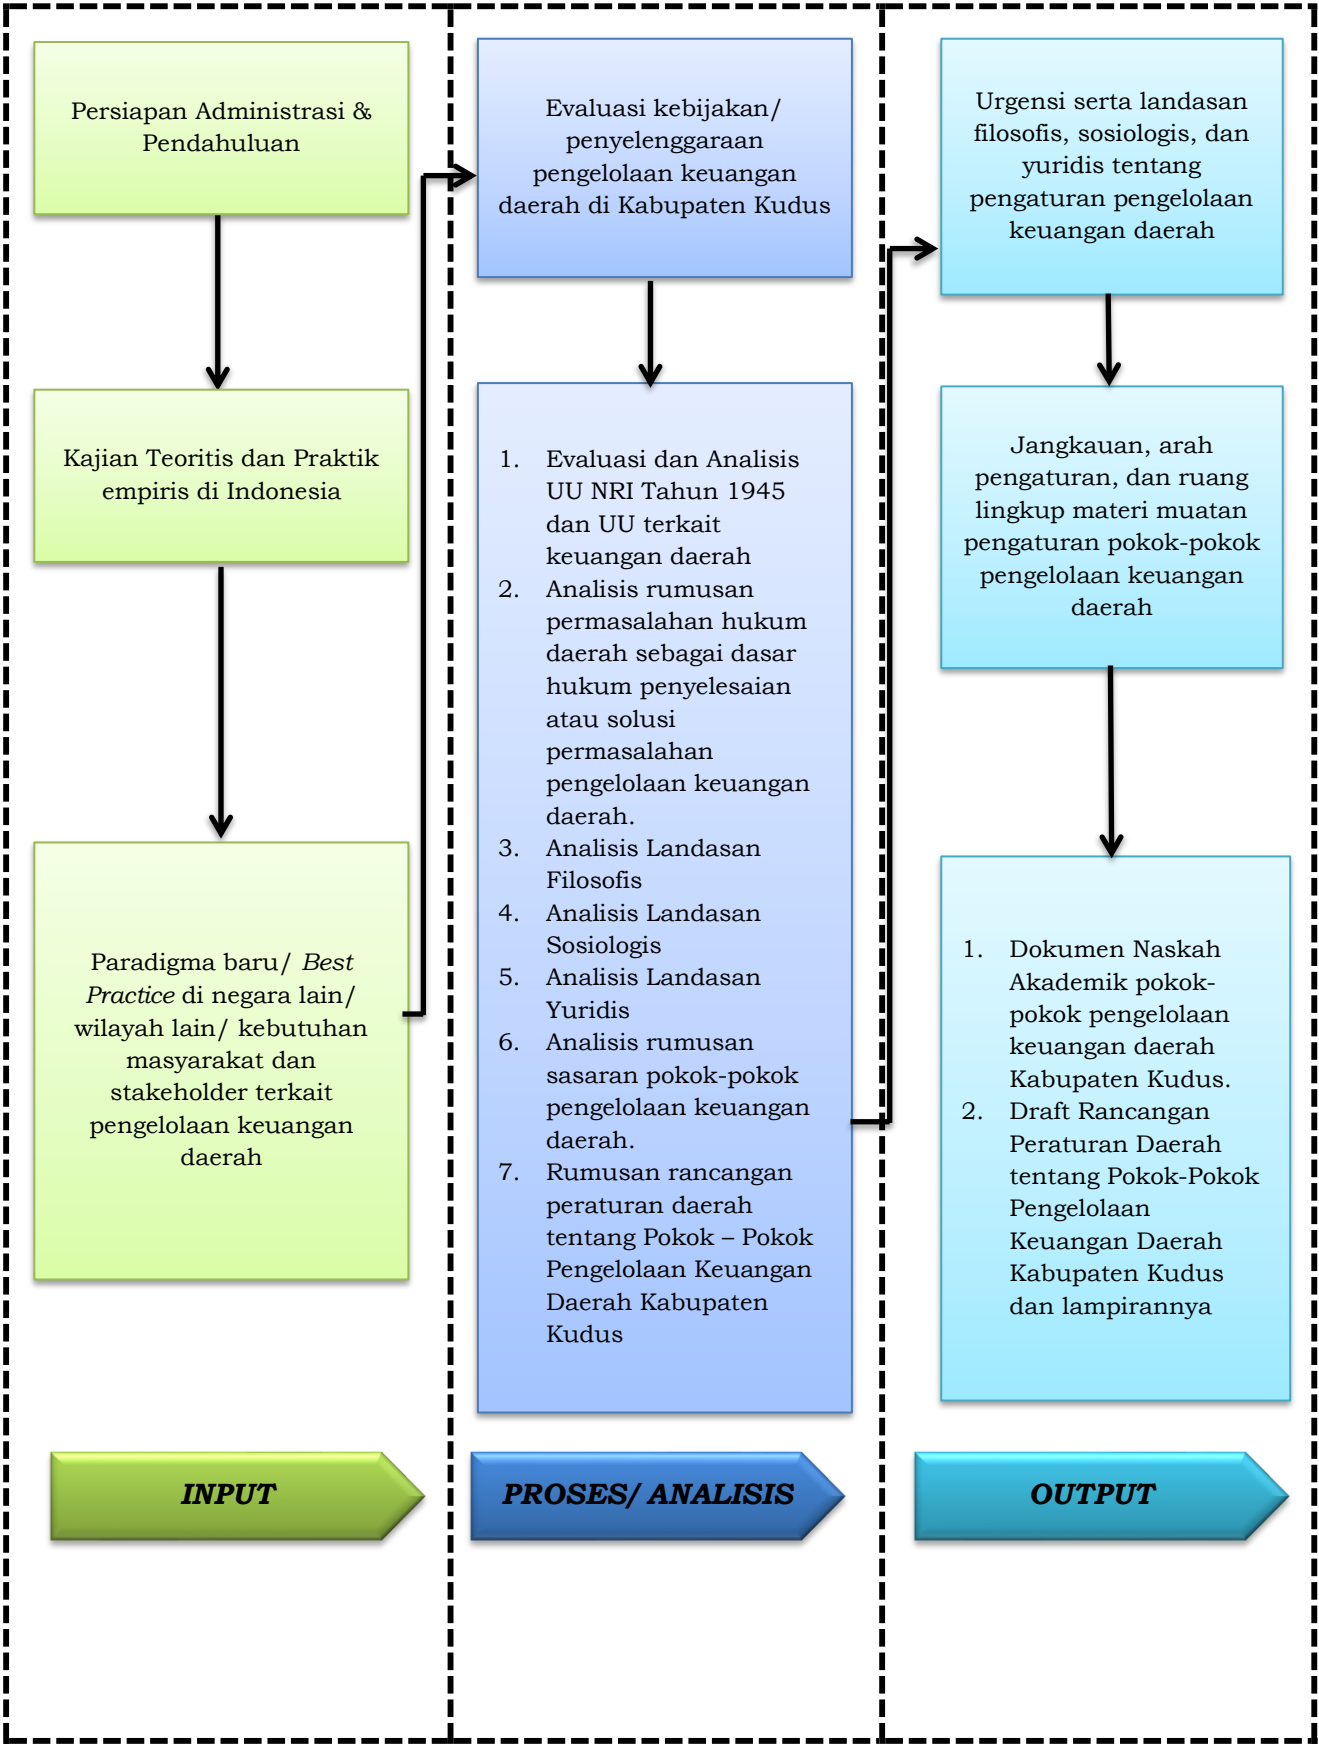 Persiapan Administrasi &
Pendahuluan
Kajian Teoritis dan Praktik
empiris di Indonesia
Paradigma baru/ Best
Practice di negara lain/
wilayah lain/ kebutuhan
masyarakat dan
stakeholder terkait
pengelolaan keuangan
daerah
INPUT
Evaluasi kebijakan/
penyelenggaraan
pengelolaan keuangan
daerah di Kabupaten Kudus
1. Evaluasi dan Analisis
UU NRI Tahun 1945
dan UU terkait
keuangan daerah
2. Analisis rumusan
permasalahan hukum
daerah sebagai dasar
hukum penyelesaian
atau solusi
permasalahan
pengelolaan keuangan
daerah.
3. Analisis Landasan
Filosofis
4. Analisis Landasan
Sosiologis
5. Analisis Landasan
Yuridis
6. Analisis rumusan
sasaran pokok-pokok
pengelolaan keuangan
daerah.
7. Rumusan rancangan
peraturan daerah
tentang Pokok – Pokok
Pengelolaan Keuangan
Daerah Kabupaten
Kudus
PROSES/ ANALISIS
Urgensi serta landasan
filosofis, sosiologis, dan
yuridis tentang
pengaturan pengelolaan
keuangan daerah
Jangkauan, arah
pengaturan, dan ruang
lingkup materi muatan
pengaturan pokok-pokok
pengelolaan keuangan
daerah
1. Dokumen Naskah
Akademik pokok-
pokok pengelolaan
keuangan daerah
Kabupaten Kudus.
2. Draft Rancangan
Peraturan Daerah
tentang Pokok-Pokok
Pengelolaan
Keuangan Daerah
Kabupaten Kudus
dan lampirannya
OUTPUT